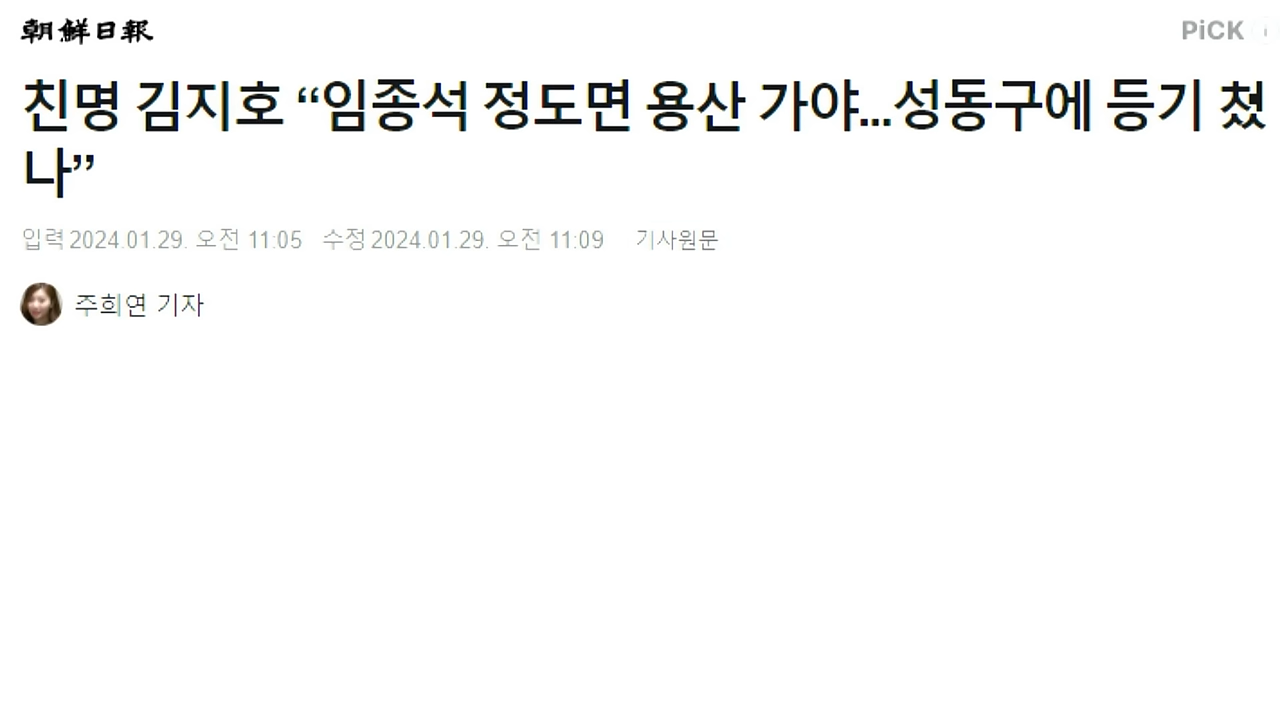 朝鮮日報
PiCK
친명 김지호 “임종석 정도면 용산 가야...성동구에 등기 쳤
나”
입력 2024.01.29. 오전 11:05 수정 2024.01.29. 오전 11:09 기사원문
주희연 기자